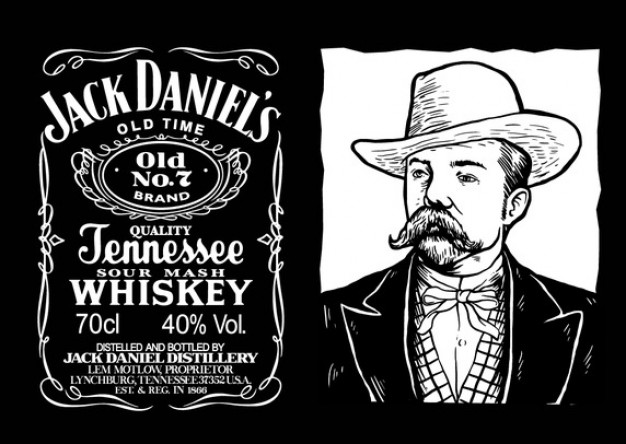 JACK DANIEL'S
OLD TIME
Old
No.7
BRAND
QUALITY
Tennessee
SOUR MASH
WHISKEY
70cl 40% Vol.
DISTELLED AND BOTTLED BY
JACK DANIEL DISTILLERY
LEM MOTLOW, PROPRIETOR
LYNCHBURG, TENNESSEE 37352 U.S.A.
EST. & REG. IN 1866